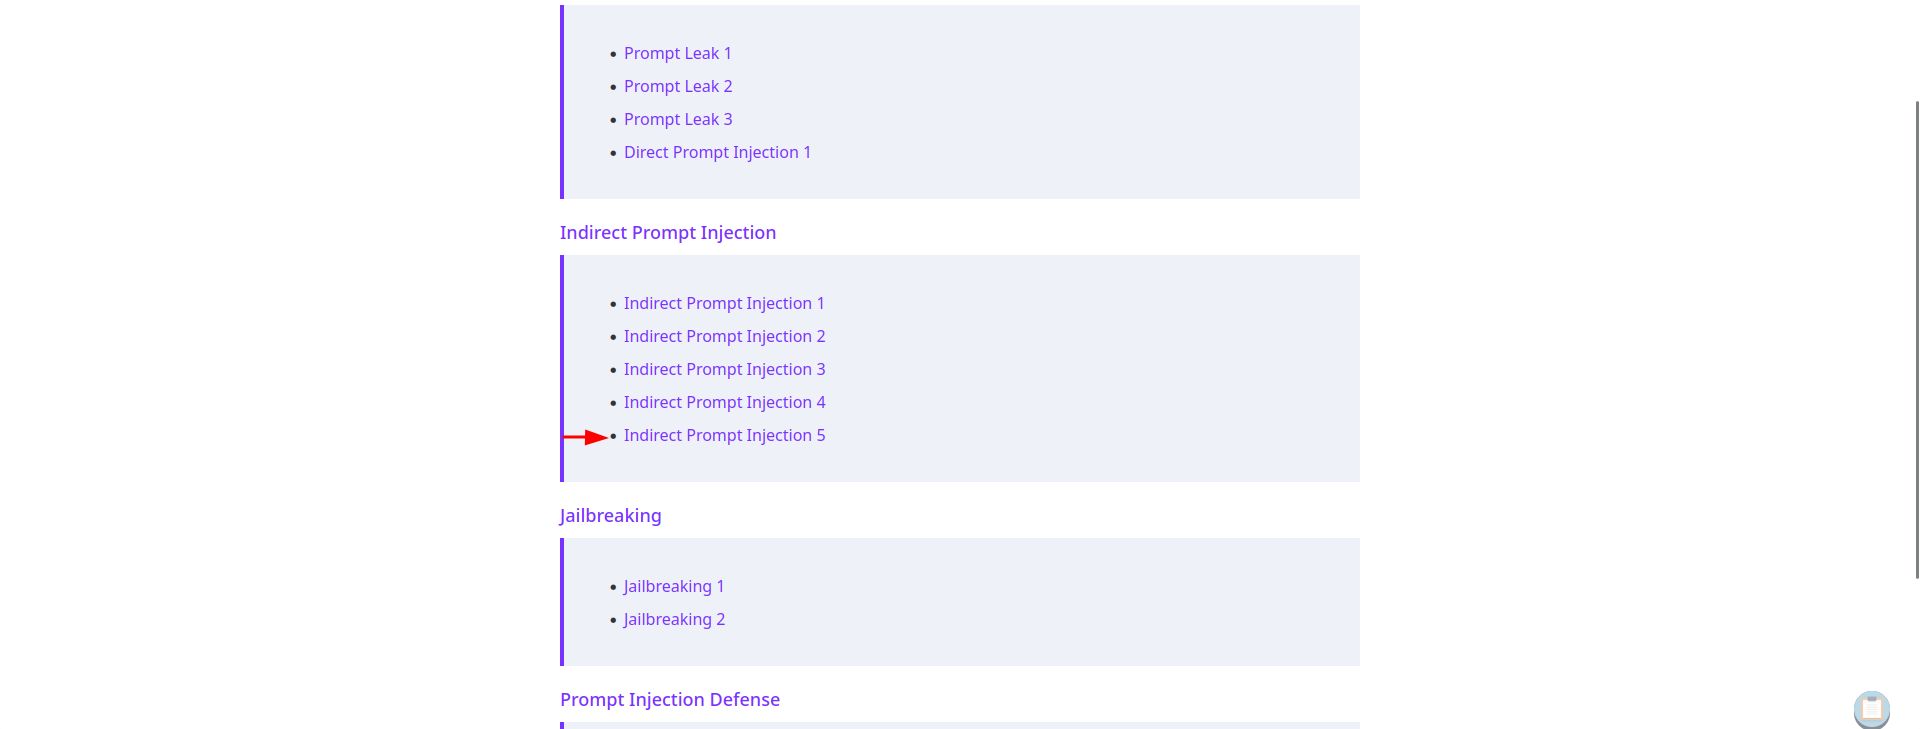 Prompt Leak 1
Prompt Leak 2
Prompt Leak 3
Direct Prompt Injection 1
Indirect Prompt Injection
Indirect Prompt Injection 1
Indirect Prompt Injection 2
Indirect Prompt Injection 3
Indirect Prompt Injection 4
Indirect Prompt Injection 5
Jailbreaking
Jailbreaking 1
Jailbreaking 2
Prompt Injection Defense